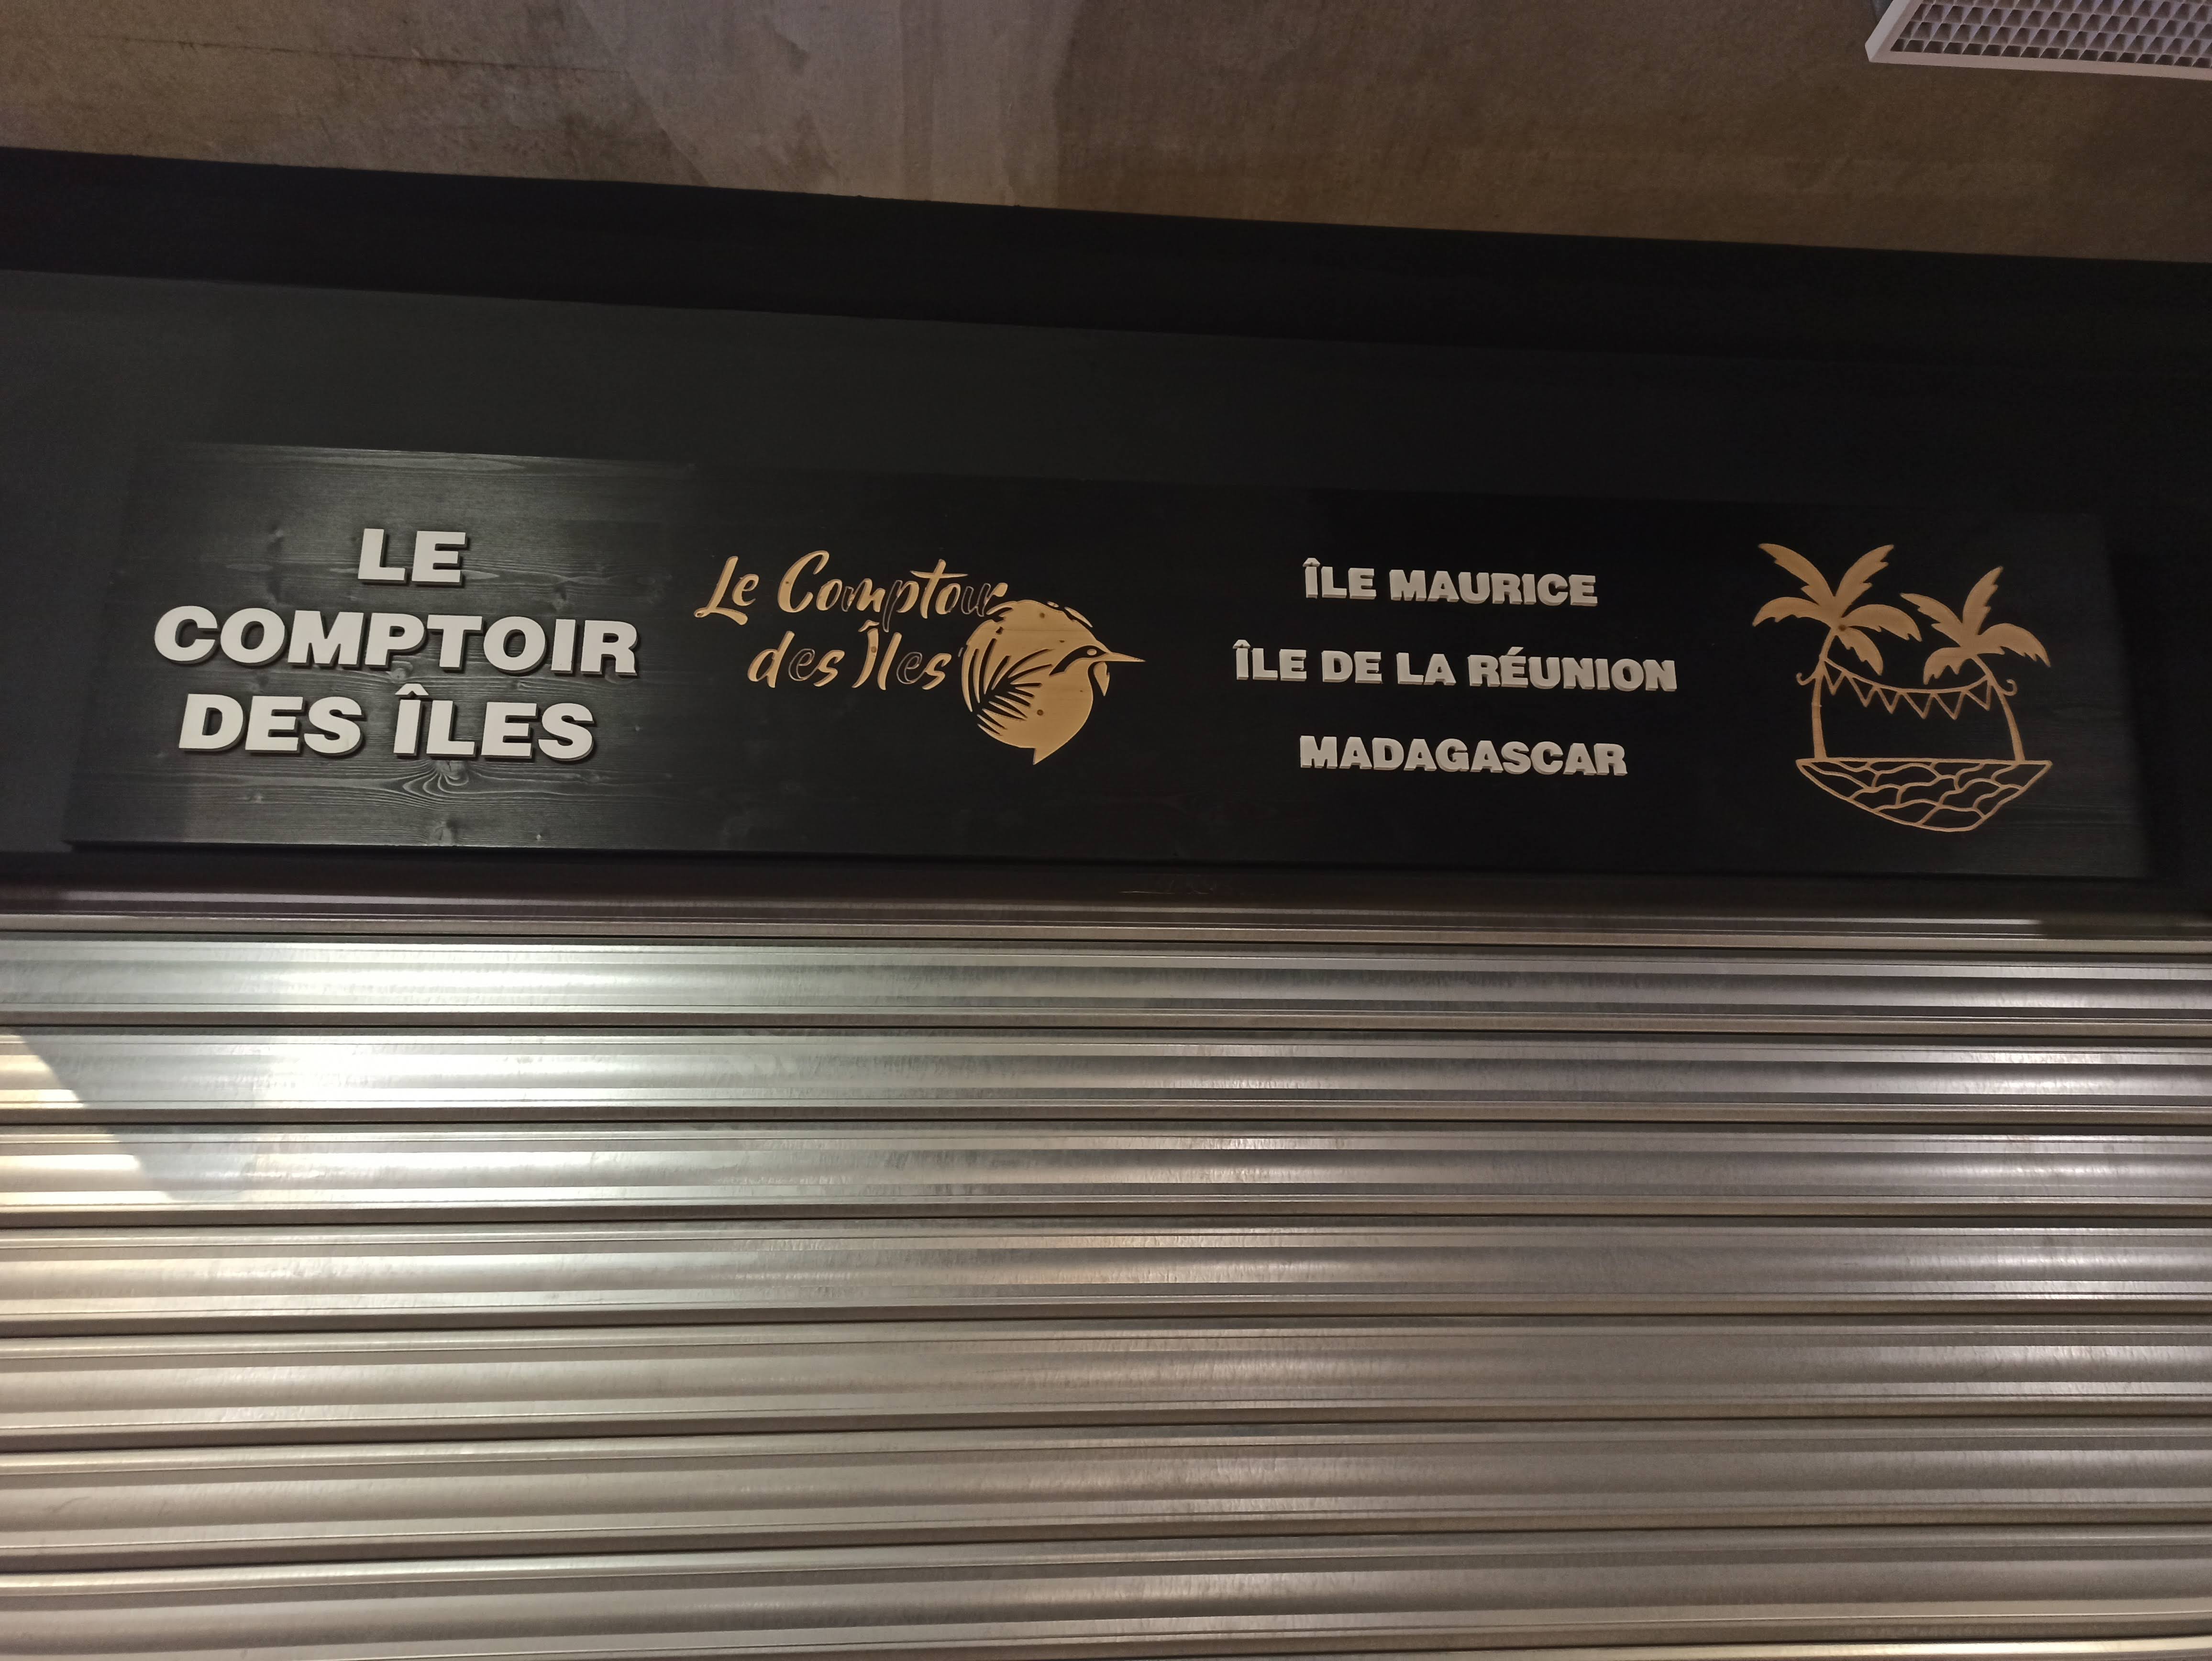 LE
COMPTOIR
DES ÎLES
Le Comptoir
des Îles
ÎLE MAURICE
ÎLE DE LA RÉUNION
MADAGASCAR